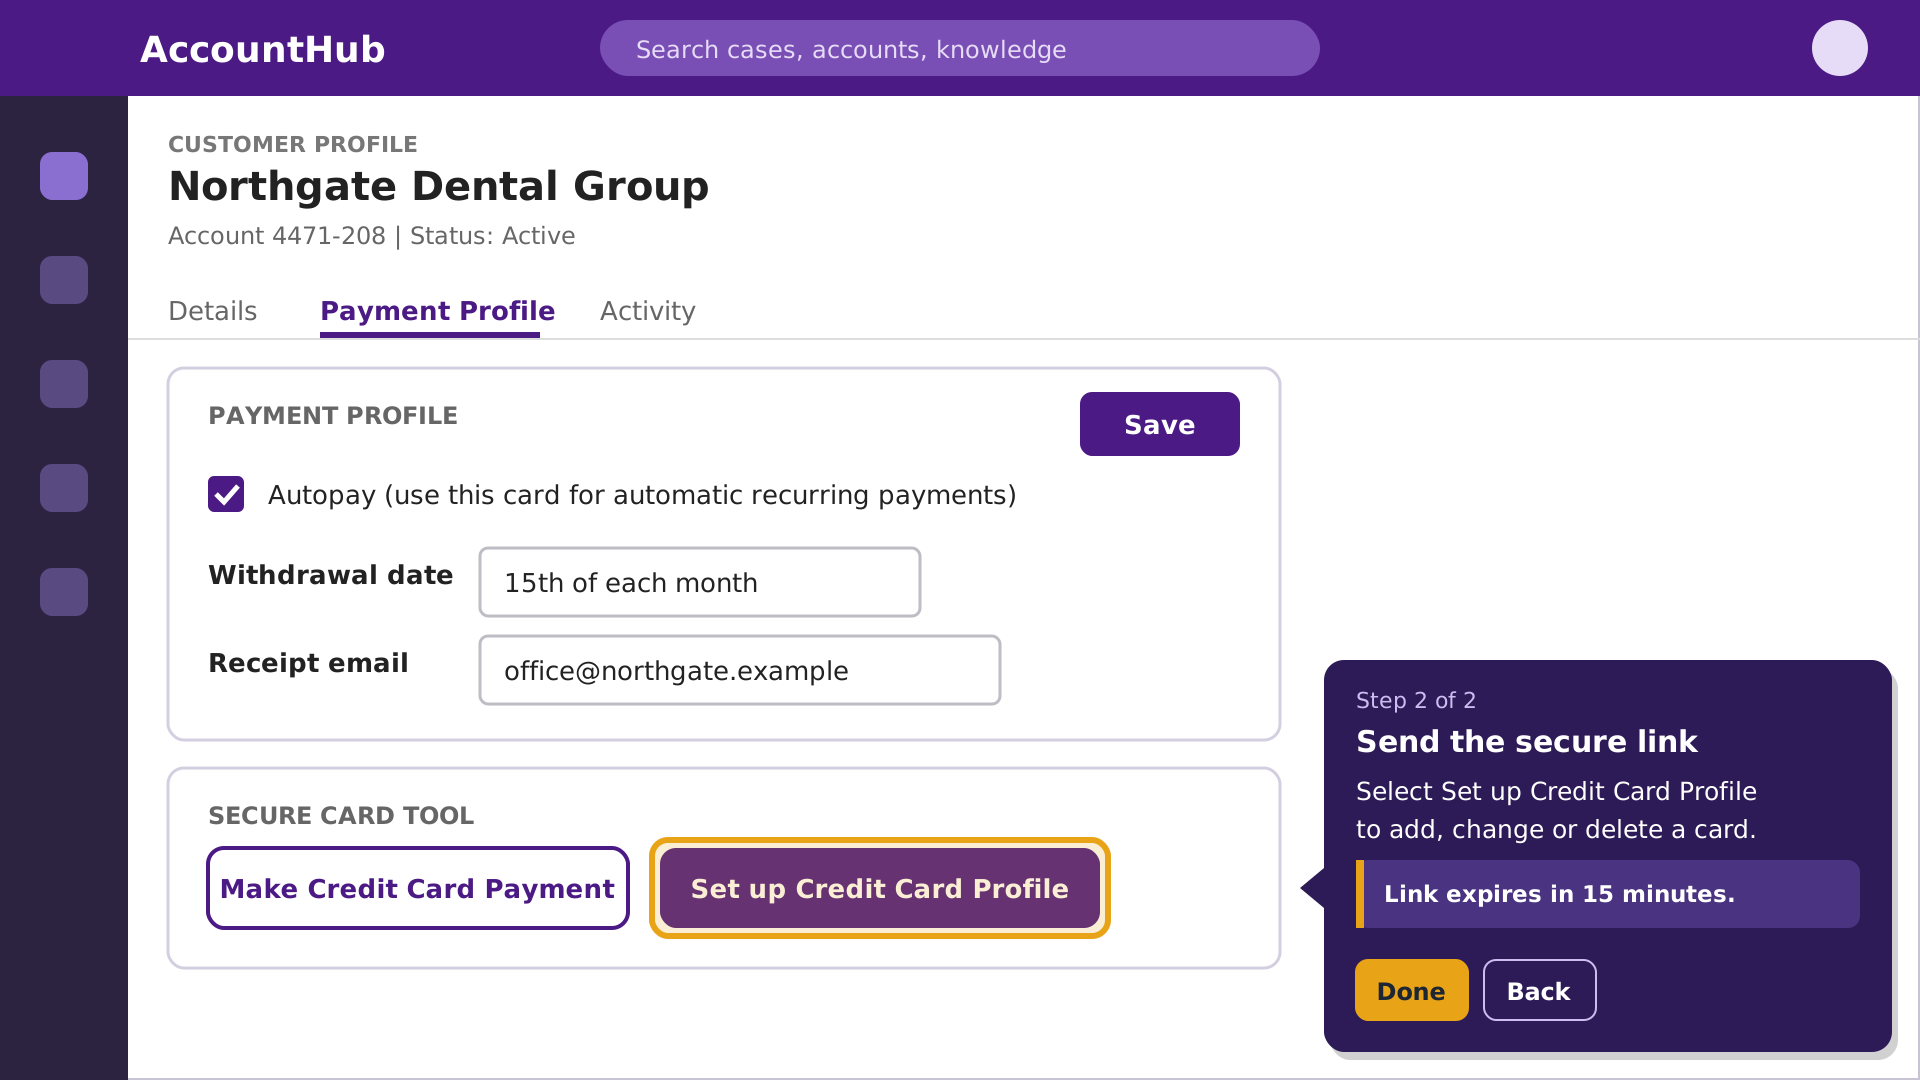 AccountHub
Search cases, accounts, knowledge
CUSTOMER PROFILE
Northgate Dental Group
Account 4471-208 | Status: Active
Details
Payment Profile
Activity
PAYMENT PROFILE
Save
Autopay (use this card for automatic recurring payments)
Withdrawal date
15th of each month
Receipt email
office@northgate.example
SECURE CARD TOOL
Make Credit Card Payment
Set up Credit Card Profile
Step 2 of 2
Send the secure link
Select Set up Credit Card Profile
to add, change or delete a card.
Link expires in 15 minutes.
Done
Back